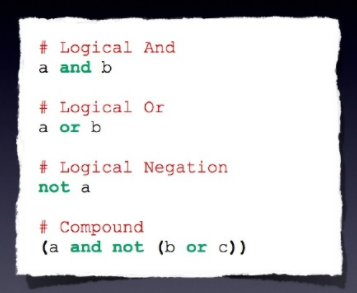 # Logical And
a and b
# Logical Or
a or b
# Logical Negation
not a
# Compound
(a and not (b or c))